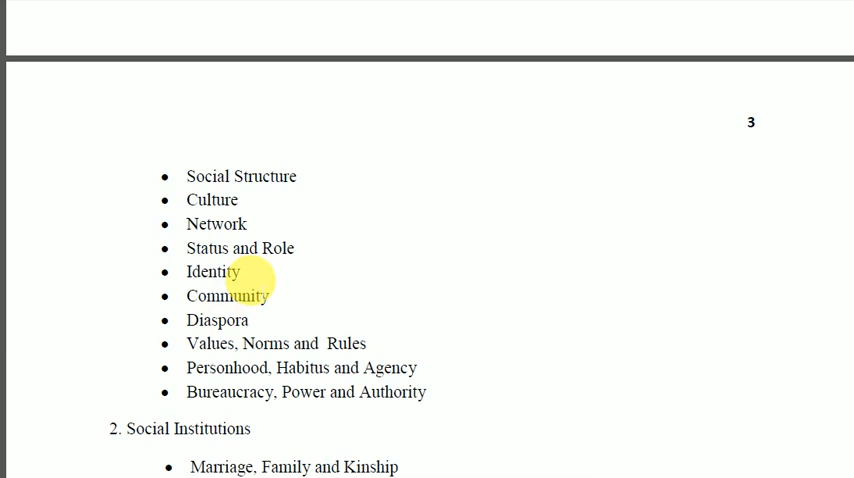 3
• Social Structure
• Culture
• Network
• Status and Role
• Identity
• Community
• Diaspora
• Values, Norms and Rules
• Personhood, Habitus and Agency
• Bureaucracy, Power and Authority
2. Social Institutions
• Marriage, Family and Kinship